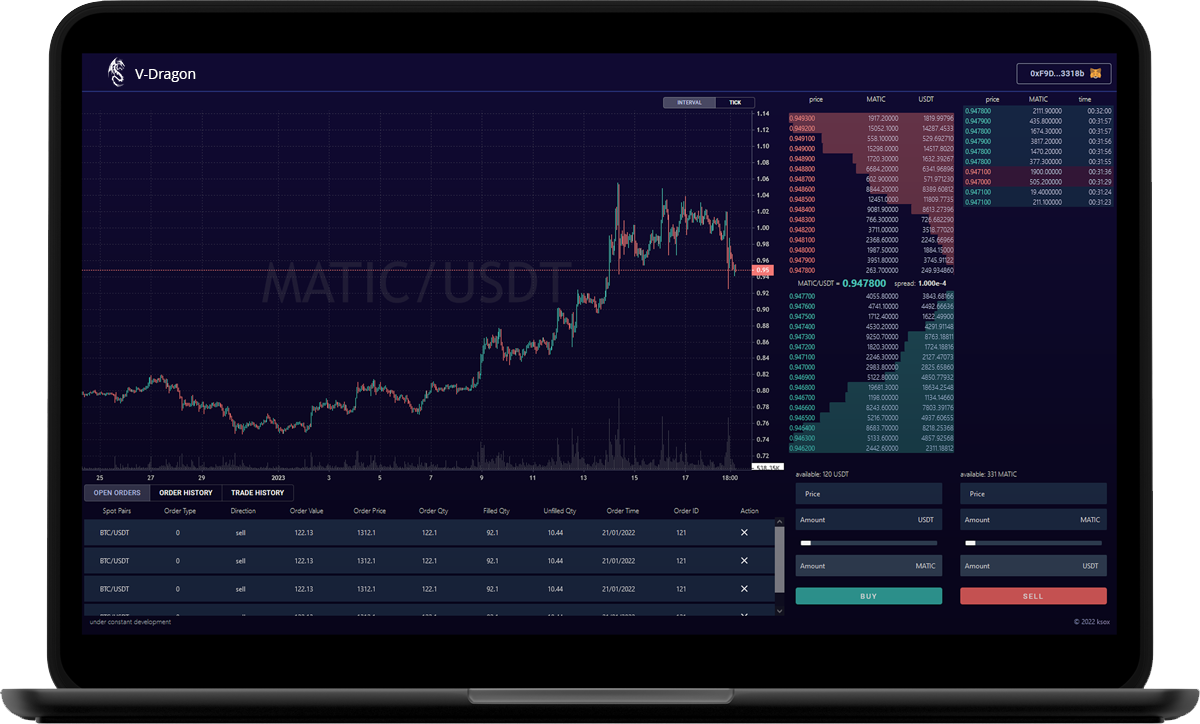 V-Dragon
0xF9D...3318b
INTERVAL TICK
MATIC/USDT
1.14
1.12
1.10
1.08
1.06
1.04
1.02
1.00
0.98
0.96
0.95
0.94
0.92
0.90
0.88
0.86
0.84
0.82
0.80
0.78
0.76
0.74
0.72
518.15K
25 27 29 2023 3 5 7 9 11 13 15 17 18:00
price MATIC USDT
0.949300 1917.20000 1819.99796
0.949200 15052.1000 14287.4533
0.949100 558.100000 529.692710
0.949000 15298.0000 14517.8020
0.948900 1720.30000 1632.39267
0.948800 6684.20000 6341.96896
0.948700 602.900000 571.971230
0.948600 8844.20000 8389.60812
0.948500 12451.0000 11809.7735
0.948400 9081.90000 8613.27396
0.948300 766.300000 726.682290
0.948200 3711.00000 3518.77020
0.948100 2368.60000 2245.66966
0.948000 1987.50000 1884.15000
0.947900 3951.80000 3745.91122
0.947800 263.700000 249.934860
MATIC/USDT = 0.947800 spread: 1.000e-4
0.947700 4055.80000 3843.68166
0.947600 4741.10000 4492.66636
0.947500 1712.40000 1622.49900
0.947400 4530.20000 4291.91148
0.947300 9250.70000 8763.18811
0.947200 1820.30000 1724.18816
0.947100 2246.30000 2127.47073
0.947000 2983.80000 2825.65860
0.946900 5122.80000 4850.77932
0.946800 19681.3000 18634.2548
0.946700 1198.00000 1134.14660
0.946600 8243.60000 7803.39176
0.946500 5216.70000 4937.60655
0.946400 8683.70000 8218.25368
0.946300 5133.60000 4857.92568
0.946200 2442.60000 2311.18812
price MATIC time
0.947800 2111.90000 00:32:00
0.947900 435.800000 00:31:57
0.947800 1674.30000 00:31:57
0.947900 3817.20000 00:31:56
0.947800 1470.20000 00:31:56
0.947800 377.300000 00:31:55
0.947100 1900.00000 00:31:36
0.947000 505.200000 00:31:29
0.947100 19.4000000 00:31:24
0.947100 211.100000 00:31:23
OPEN ORDERS ORDER HISTORY TRADE HISTORY
Spot Pairs Order Type Direction Order Value Order Price Order Qty Filed Qty Unfilled Qty Order Time Order ID Action
BTC/USDT 0 sell 122.13 1312.1 122.1 92.1 10.44 21/01/2022 121
BTC/USDT 0 sell 122.13 1312.1 122.1 92.1 10.44 21/01/2022 121
BTC/USDT 0 sell 122.13 1312.1 122.1 92.1 10.44 21/01/2022 121
available: 120 USDT
Price
Amount USDT
Amount MATIC
BUY
available: 331 MATIC
Price
Amount MATIC
Amount USDT
SELL
under constant development
© 2022 ksox